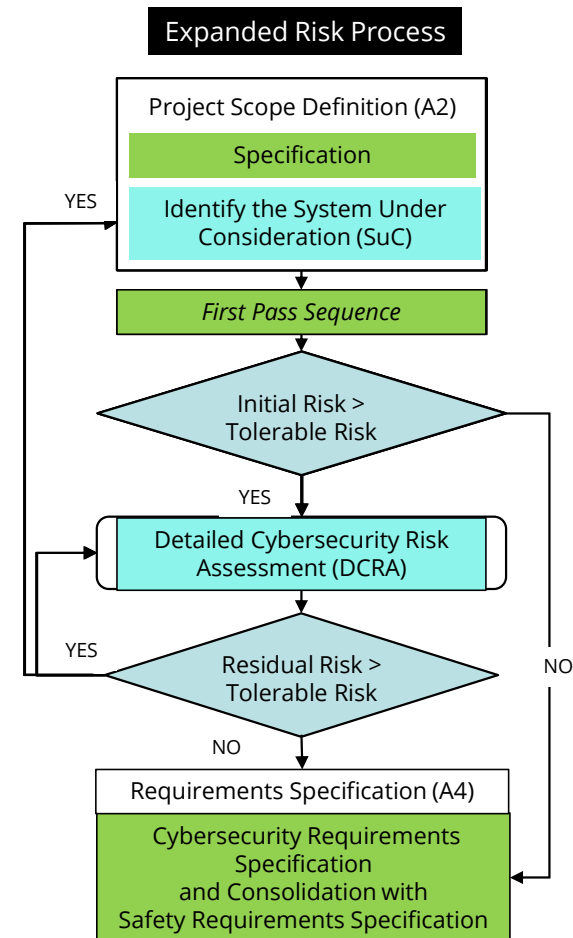 Expanded Risk Process
Project Scope Definition (A2)
Specification
YES
Identify the System Under
Consideration (SuC)
First Pass Sequence
Initial Risk >
Tolerable Risk
YES
Detailed Cybersecurity Risk
Assessment (DCRA)
YES
Residual Risk >
Tolerable Risk
NO
NO
Requirements Specification (A4)
Cybersecurity Requirements
Specification
and Consolidation with
Safety Requirements Specification